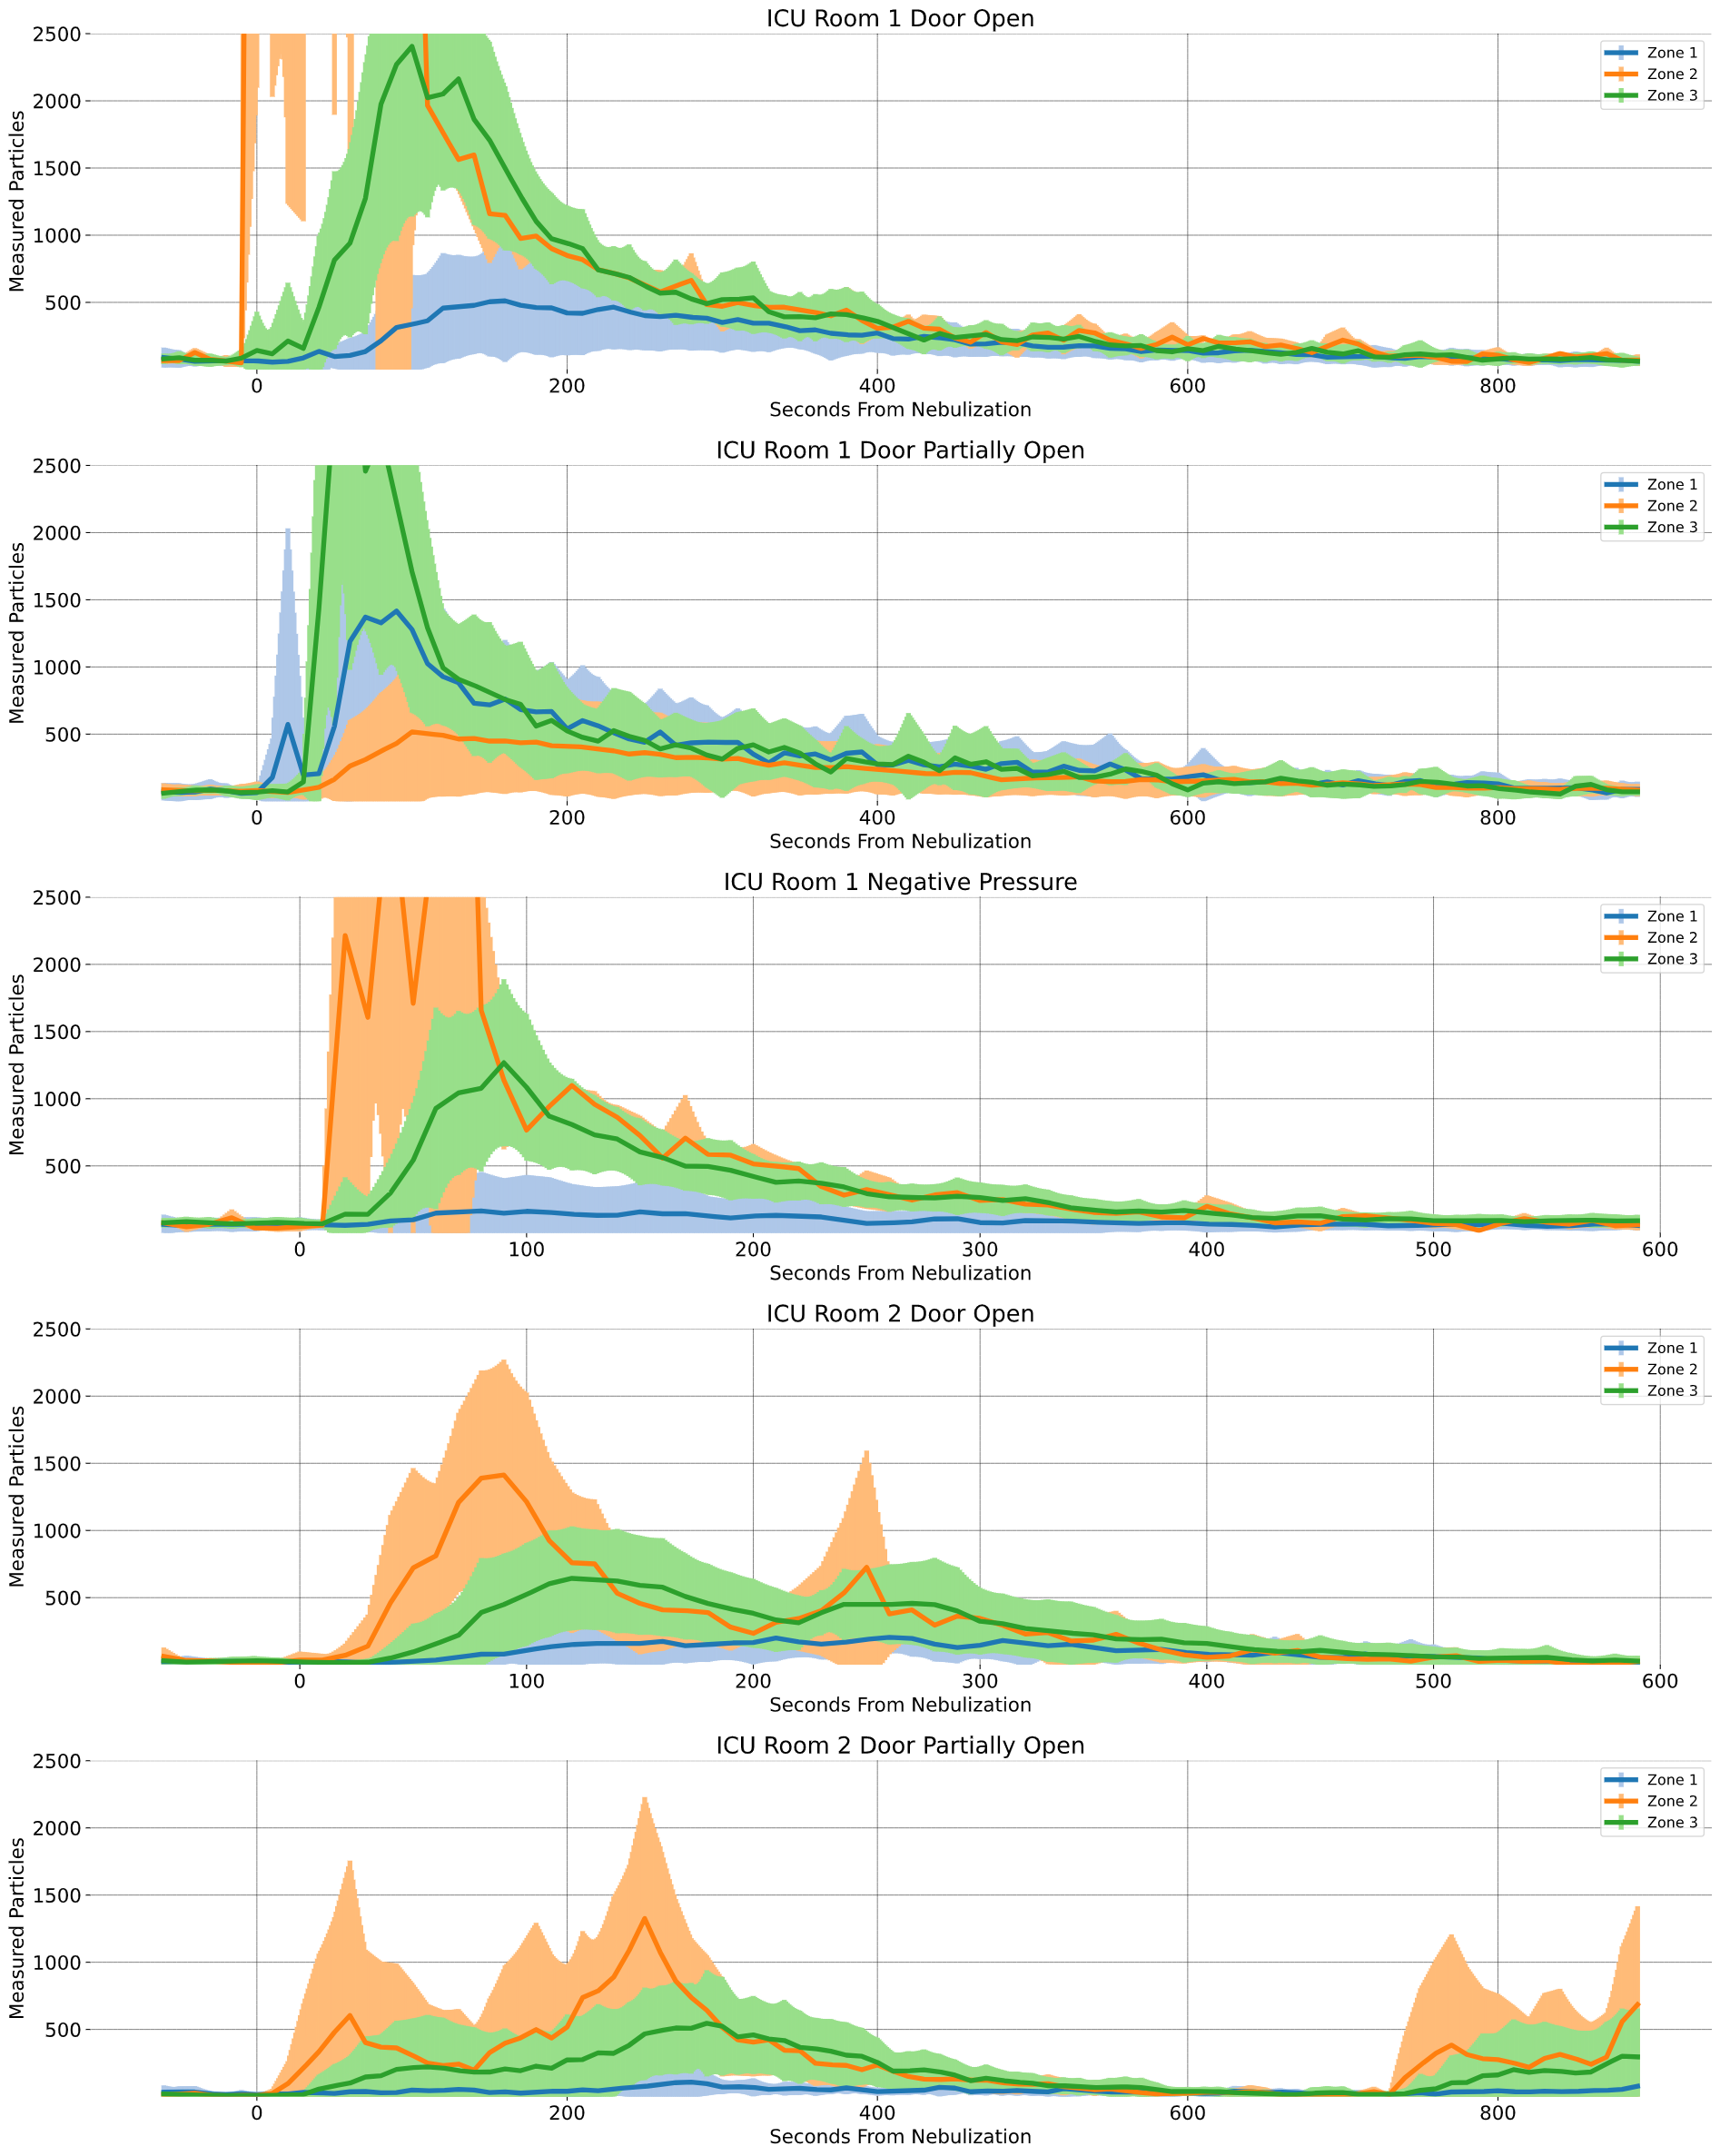 ICU Room 1 Door Open
2500
2000
1500
1000
500
Measured Particles
Zone 1
Zone 2
Zone 3
0 200 400 600 800
Seconds From Nebulization
ICU Room 1 Door Partially Open
2500
2000
1500
1000
500
Measured Particles
Zone 1
Zone 2
Zone 3
0 200 400 600 800
Seconds From Nebulization
ICU Room 1 Negative Pressure
2500
2000
1500
1000
500
Measured Particles
Zone 1
Zone 2
Zone 3
0 100 200 300 400 500 600
Seconds From Nebulization
ICU Room 2 Door Open
2500
2000
1500
1000
500
Measured Particles
Zone 1
Zone 2
Zone 3
0 100 200 300 400 500 600
Seconds From Nebulization
ICU Room 2 Door Partially Open
2500
2000
1500
1000
500
Measured Particles
Zone 1
Zone 2
Zone 3
0 200 400 600 800
Seconds From Nebulization